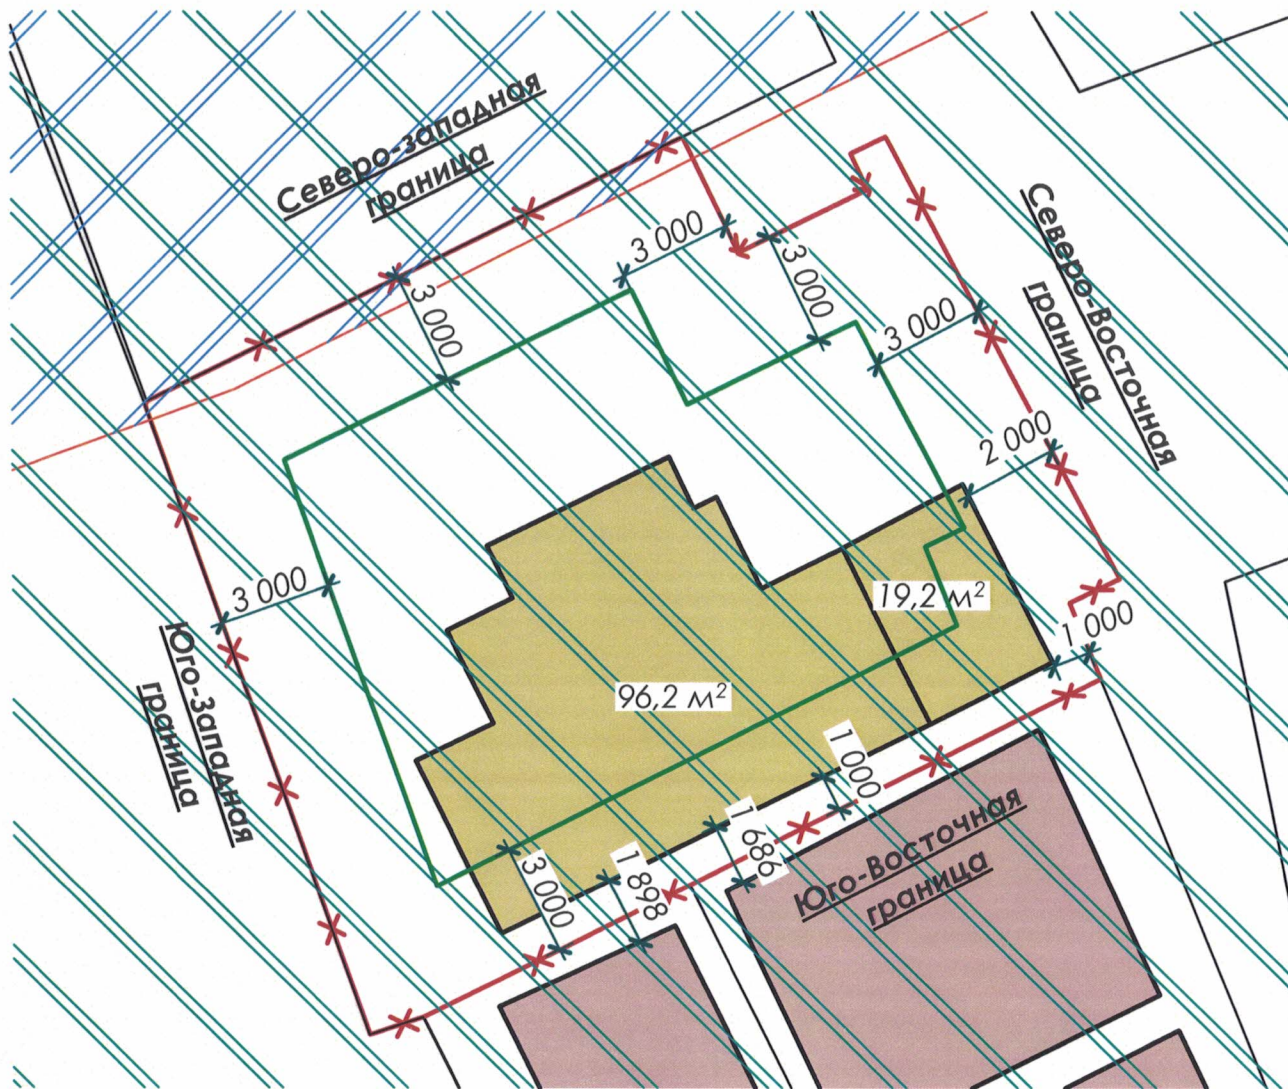 Северо-западная
граница
3 000
3 000
3 000
3 000
Северо-Восточная
граница
2 000
3 000
Юго-Западная
граница
19,2 м²
1 000
96,2 м²
1 000
1 686
3 000
1 898
Юго-Восточная
граница